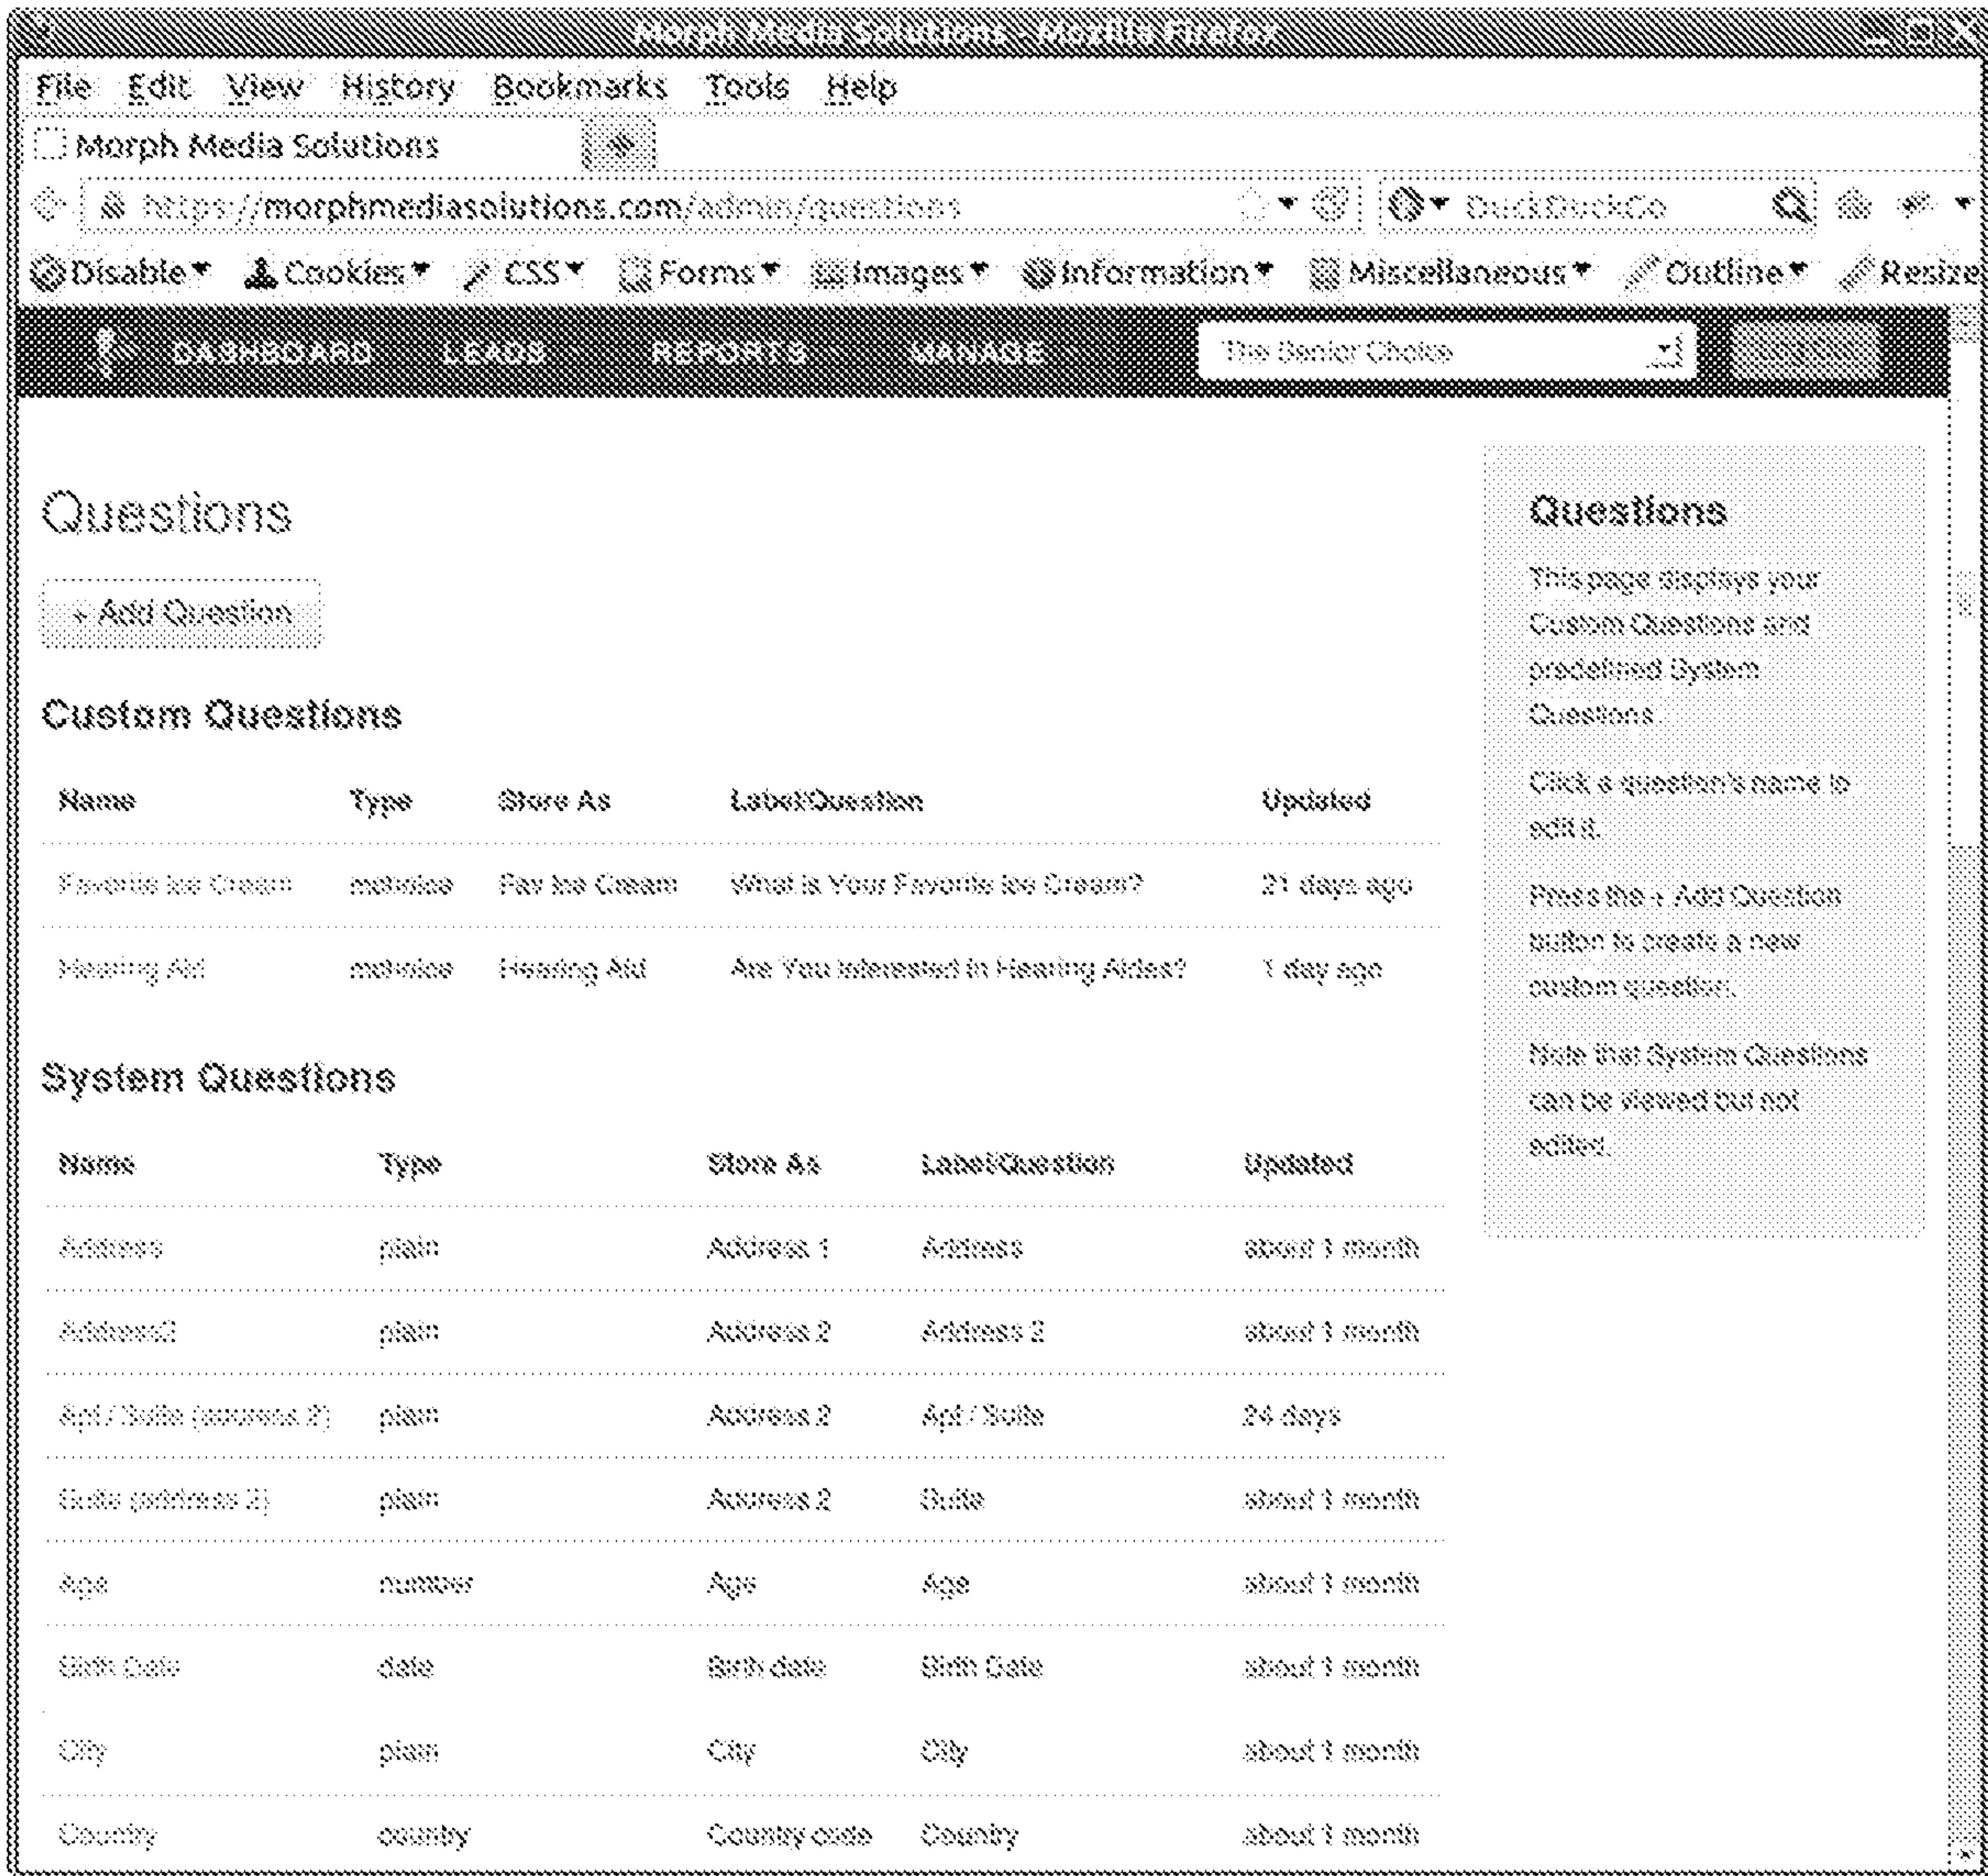 Morph Media Solutions - Mozilla Firefox
File Edit View History Bookmarks Tools Help
Morph Media Solutions
https://morphmediasolutions.com/admin/questions DuckDuckGo
Disable Cookies CSS Forms Images Information Miscellaneous Outline Resize
DASHBOARD LEADS REPORTS MANAGE The Senior Choice
Questions
+ Add Question
Custom Questions
Name Type Store As Label/Question Updated
Favorite Ice Cream mchoice Fav Ice Cream What is Your Favorite Ice Cream? 21 days ago
Hearing Aid mchoice Hearing Aid Are You Interested in Hearing Aides? 1 day ago
System Questions
Name Type Store As Label/Question Updated
Address plain Address 1 Address about 1 month
Address2 plain Address 2 Address 2 about 1 month
Apt / Suite (address 2) plain Address 2 Apt / Suite 24 days
Suite (address 2) plain Address 2 Suite about 1 month
Age number Age Age about 1 month
Birth Date date Birth date Birth Date about 1 month
City plain City City about 1 month
Country country Country code Country about 1 month
Questions
This page displays your
Custom Questions and
predefined System
Questions.
Click a question's name to
edit it.
Press the + Add Question
button to create a new
custom question.
Note that System Questions
can be viewed but not
edited.